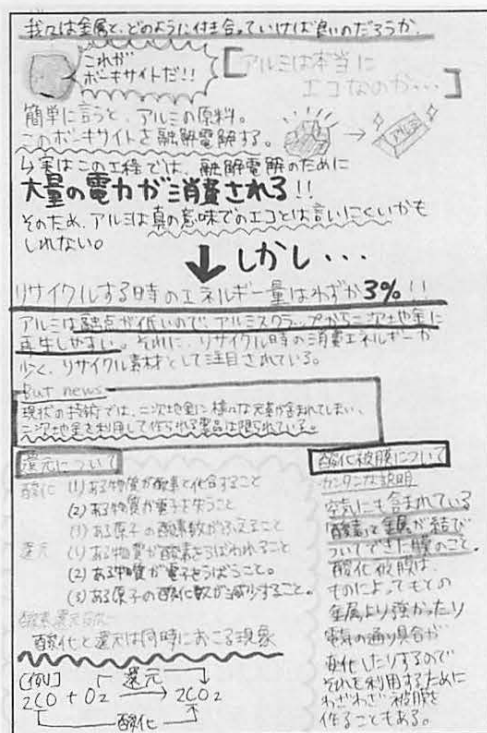 我々は金属と、どのように付き合っていけば良いのだろうか
これが
ボーキサイトだ!!
[アルミは本当に
エコなのか…]
簡単に言うと、アルミの原料。
このボーキサイトを融解電解する。
アルミ
↳実はこの工程では、融解電解のために
大量の電力が消費される!!
そのため、アルミは真の意味でのエコとは言いにくいかも
しれない。
しかし・・・
リサイクルする時のエネルギー量はわずか3%!!
アルミは融点が低いので、アルミスクラップから二次地金に
再生しやすい。それに、リサイクル時の消費エネルギーが
少く、リサイクル素材として注目されている。
But news
現状の技術では、二次地金に様々な元素が含まれてしまい、
二次地金を利用して作られる製品は限られている。
還元について
酸化 (1) ある物質が酸素と化合すること
(2) ある物質が電子を失うこと
(3) ある原子の酸化数がふえること
還元 (1) ある物質が酸素をうばわれること
(2) ある物質が電子をうばうこと。
(3) ある原子の酸化数が減少すること。
酸化と還元は同時におこる現象
[例]
還元
2CO + O2 → 2CO2
酸化
酸化被膜について
カンタンな説明
空気にも含まれている
酸素と金属が結び
ついてできた膜のこと。
酸化被膜は、
ものによってもとの
金属より強かったり
電気の通り具合が
変化したりするので
それを利用するために
わざわざ被膜を
作ることもある。